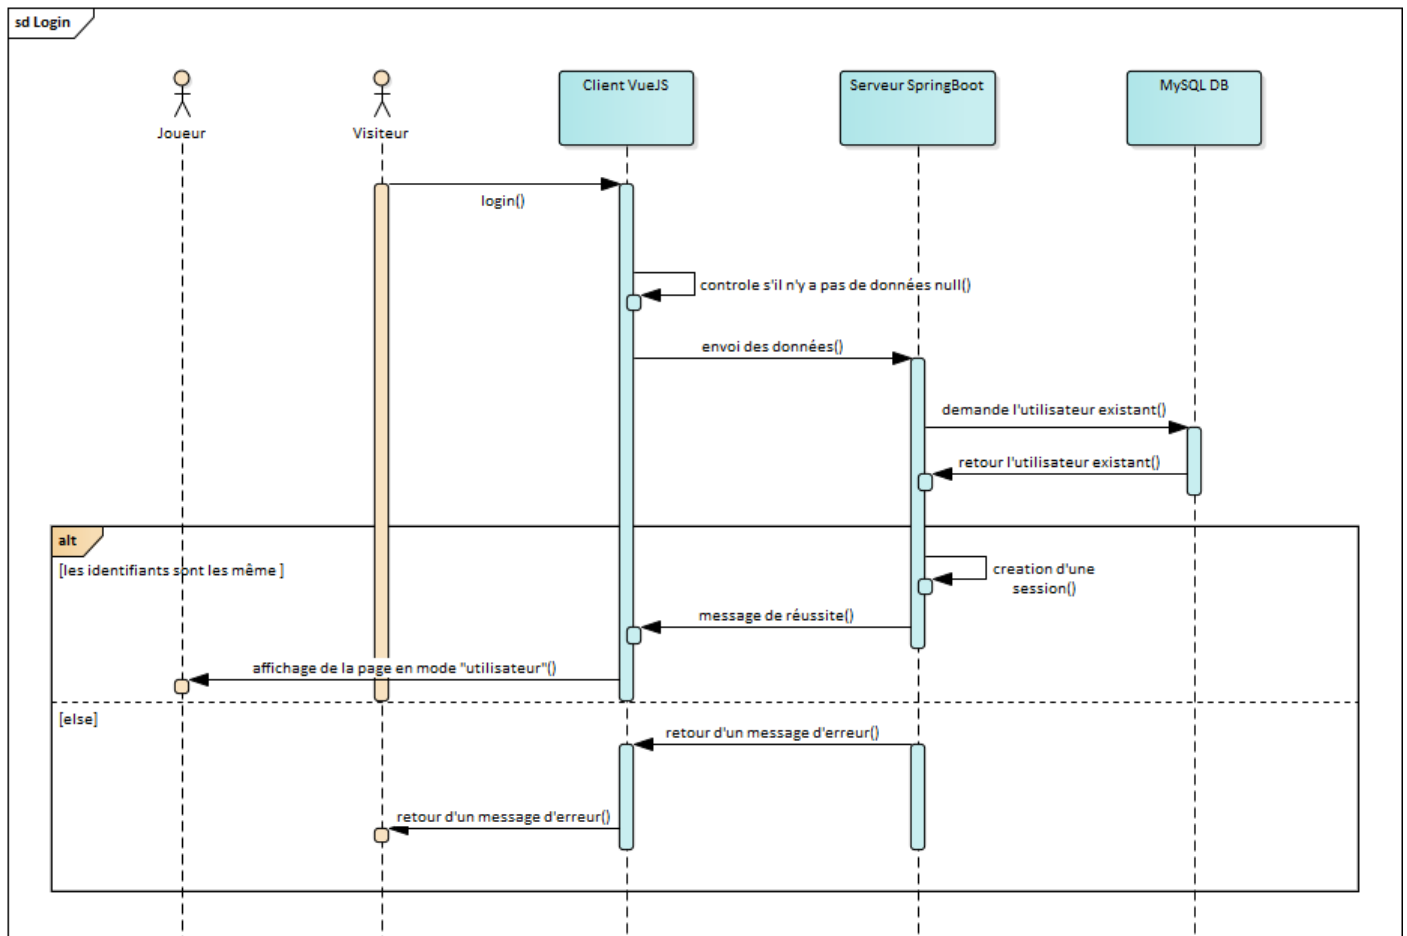 sd Login
Joueur
Visiteur
Client VueJS
Serveur SpringBoot
MySQL DB
login()
controle s'il n'y a pas de données null()
envoi des données()
demande l'utilisateur existant()
retour l'utilisateur existant()
alt
[les identifiants sont les même ]
creation d'une
session()
message de réussite()
affichage de la page en mode "utilisateur"()
[else]
retour d'un message d'erreur()
retour d'un message d'erreur()